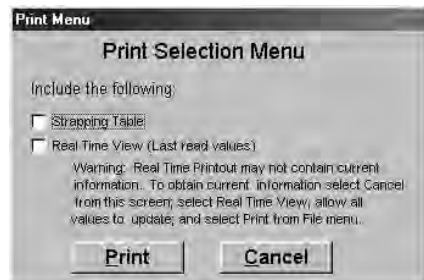 Print Menu
Print Selection Menu
Include the following:
Strapping Table
Real Time View (Last read values)
Warning: Real Time Printout may not contain current
information. To obtain current information select Cancel
from this screen; select Real Time View, allow all
values to update, and select Print from File menu.
Print Cancel